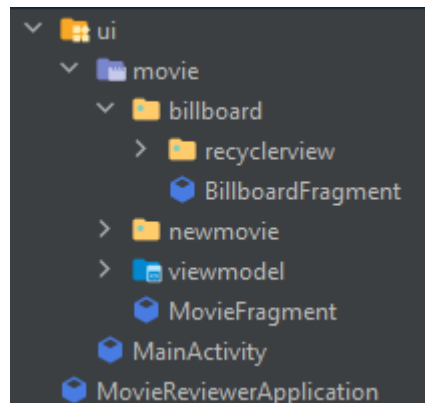 ui
movie
billboard
recyclerview
BillboardFragment
newmovie
viewmodel
MovieFragment
MainActivity
MovieReviewerApplication